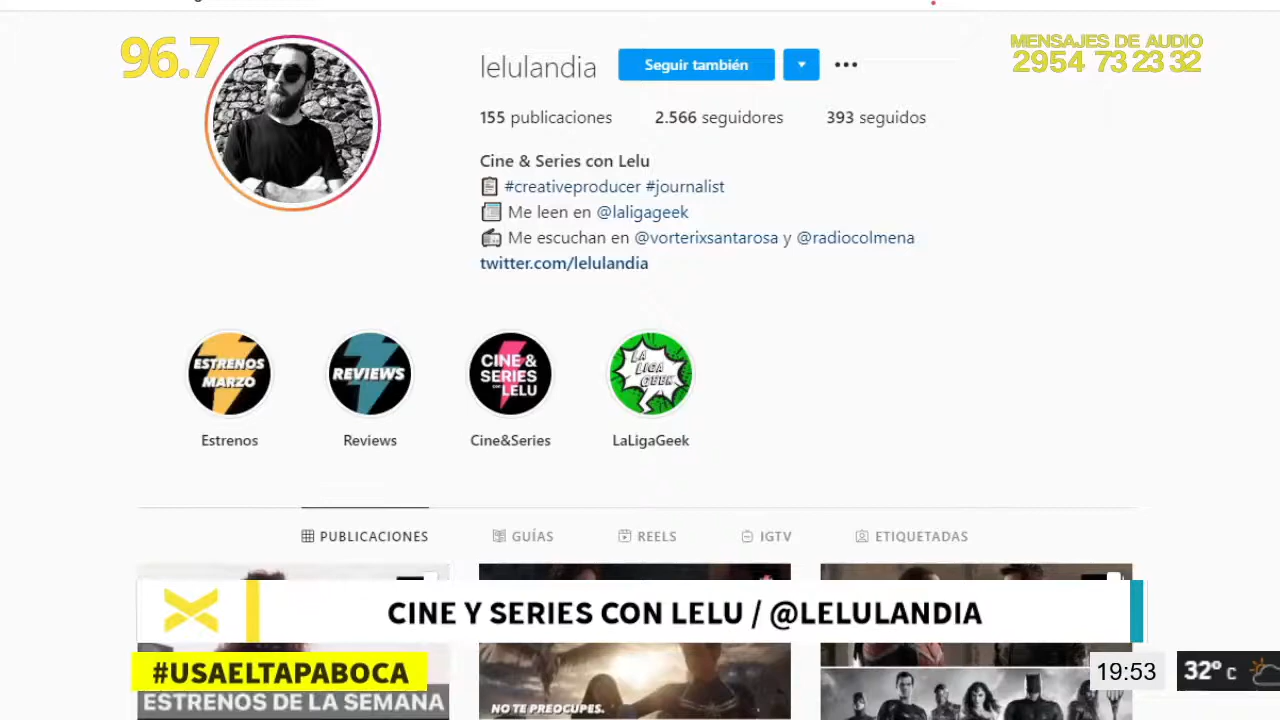 96.7
MENSAJES DE AUDIO
2954 73 23 32
lelulandia
Seguir también
155 publicaciones
2.566 seguidores
393 seguidos
Cine & Series con Lelu
#creativeproducer #journalist
Me leen en @laligageek
Me escuchan en @vorterixsantarosa y @radiocolmena
twitter.com/lelulandia
ESTRENOS
MARZO
REVIEWS
CINE &
SERIES
CON LELU
LA
LIGA
GEEK
Estrenos
Reviews
Cine&Series
LaLigaGeek
PUBLICACIONES
GUÍAS
REELS
IGTV
ETIQUETADAS
CINE Y SERIES CON LELU / @LELULANDIA
#USAELTAPABOCA
ESTRENOS DE LA SEMANA
NO TE PREOCUPES.
19:53
32° C